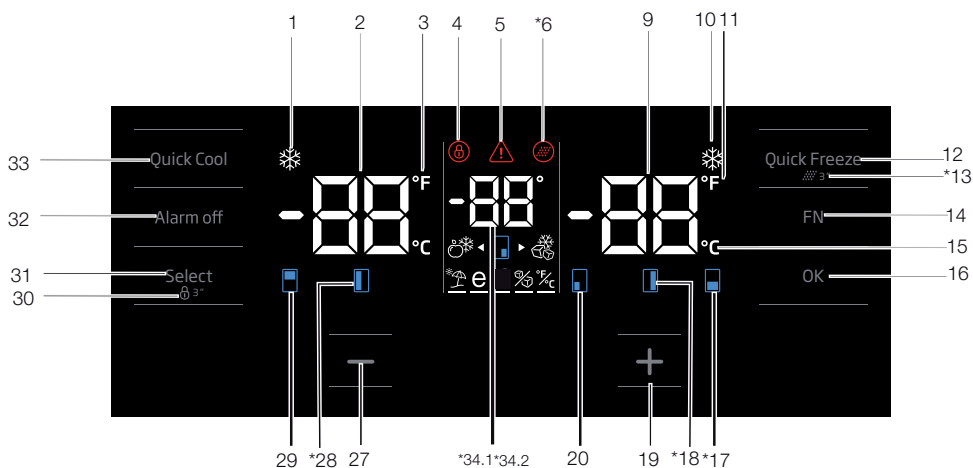 1 2 3 4 5 *6 9 10 11
33 Quick Cool °F °F Quick Freeze 12
3" *13
-88 -88° -88
32 Alarm off FN 14
°C °C 15
31 Select e °F/°C OK 16
30 3"
29 *28 27 *34.1*34.2 20 19 *18 *17